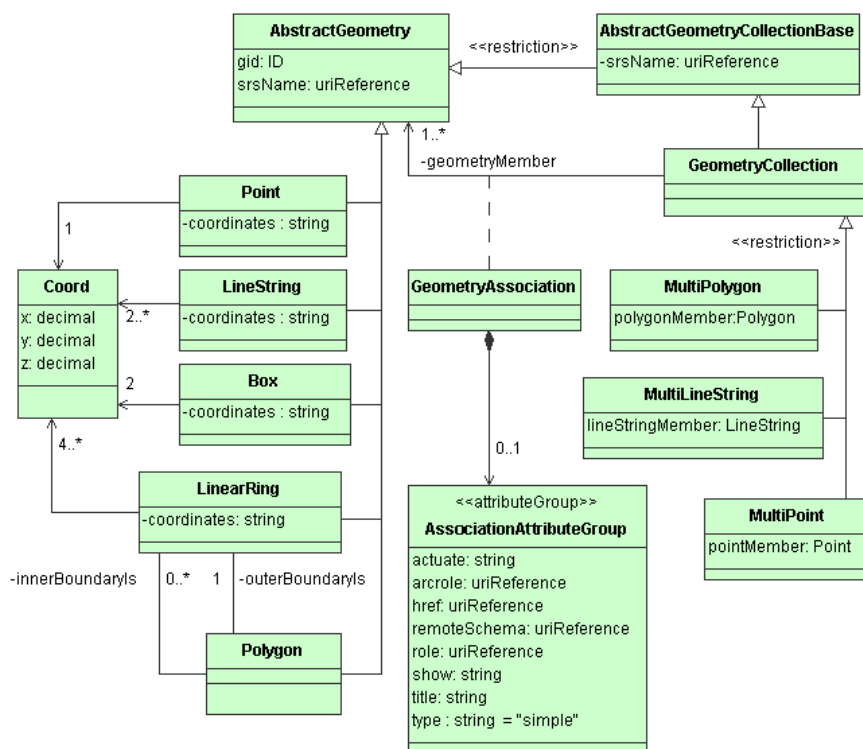 AbstractGeometry
gid: ID
srsName: uriReference
<<restriction>>
AbstractGeometryCollectionBase
-srsName: uriReference
1..*
-geometryMember
GeometryCollection
<<restriction>>
Point
-coordinates : string
1
Coord
x: decimal
y: decimal
z: decimal
LineString
-coordinates : string
2..*
Box
-coordinates : string
2
4..*
LinearRing
-coordinates: string
-innerBoundaryIs
0..*
1
-outerBoundaryIs
Polygon
GeometryAssociation
0..1
<<attributeGroup>>
AssociationAttributeGroup
actuate: string
arcrole: uriReference
href: uriReference
remoteSchema: uriReference
role: uriReference
show: string
title: string
type : string = "simple"
MultiPolygon
polygonMember:Polygon
MultiLineString
lineStringMember: LineString
MultiPoint
pointMember: Point